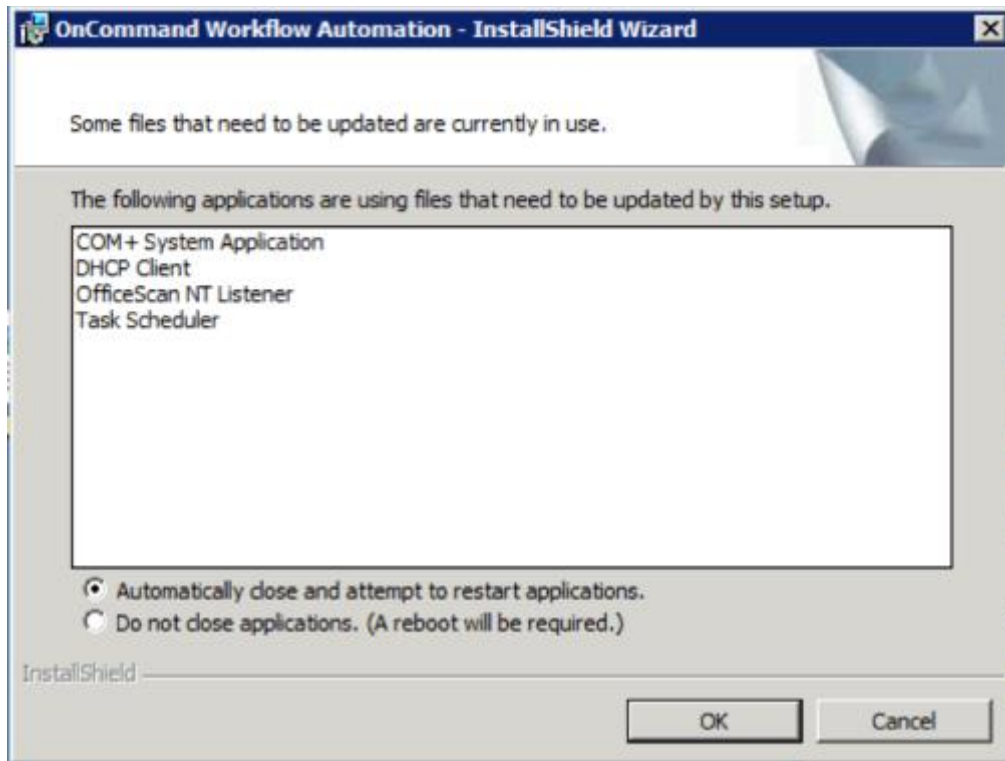 OnCommand Workflow Automation - InstallShield Wizard
Some files that need to be updated are currently in use.
The following applications are using files that need to be updated by this setup.
COM+ System Application
DHCP Client
OfficeScan NT Listener
Task Scheduler
Automatically close and attempt to restart applications.
Do not close applications. (A reboot will be required.)
InstallShield
OK
Cancel